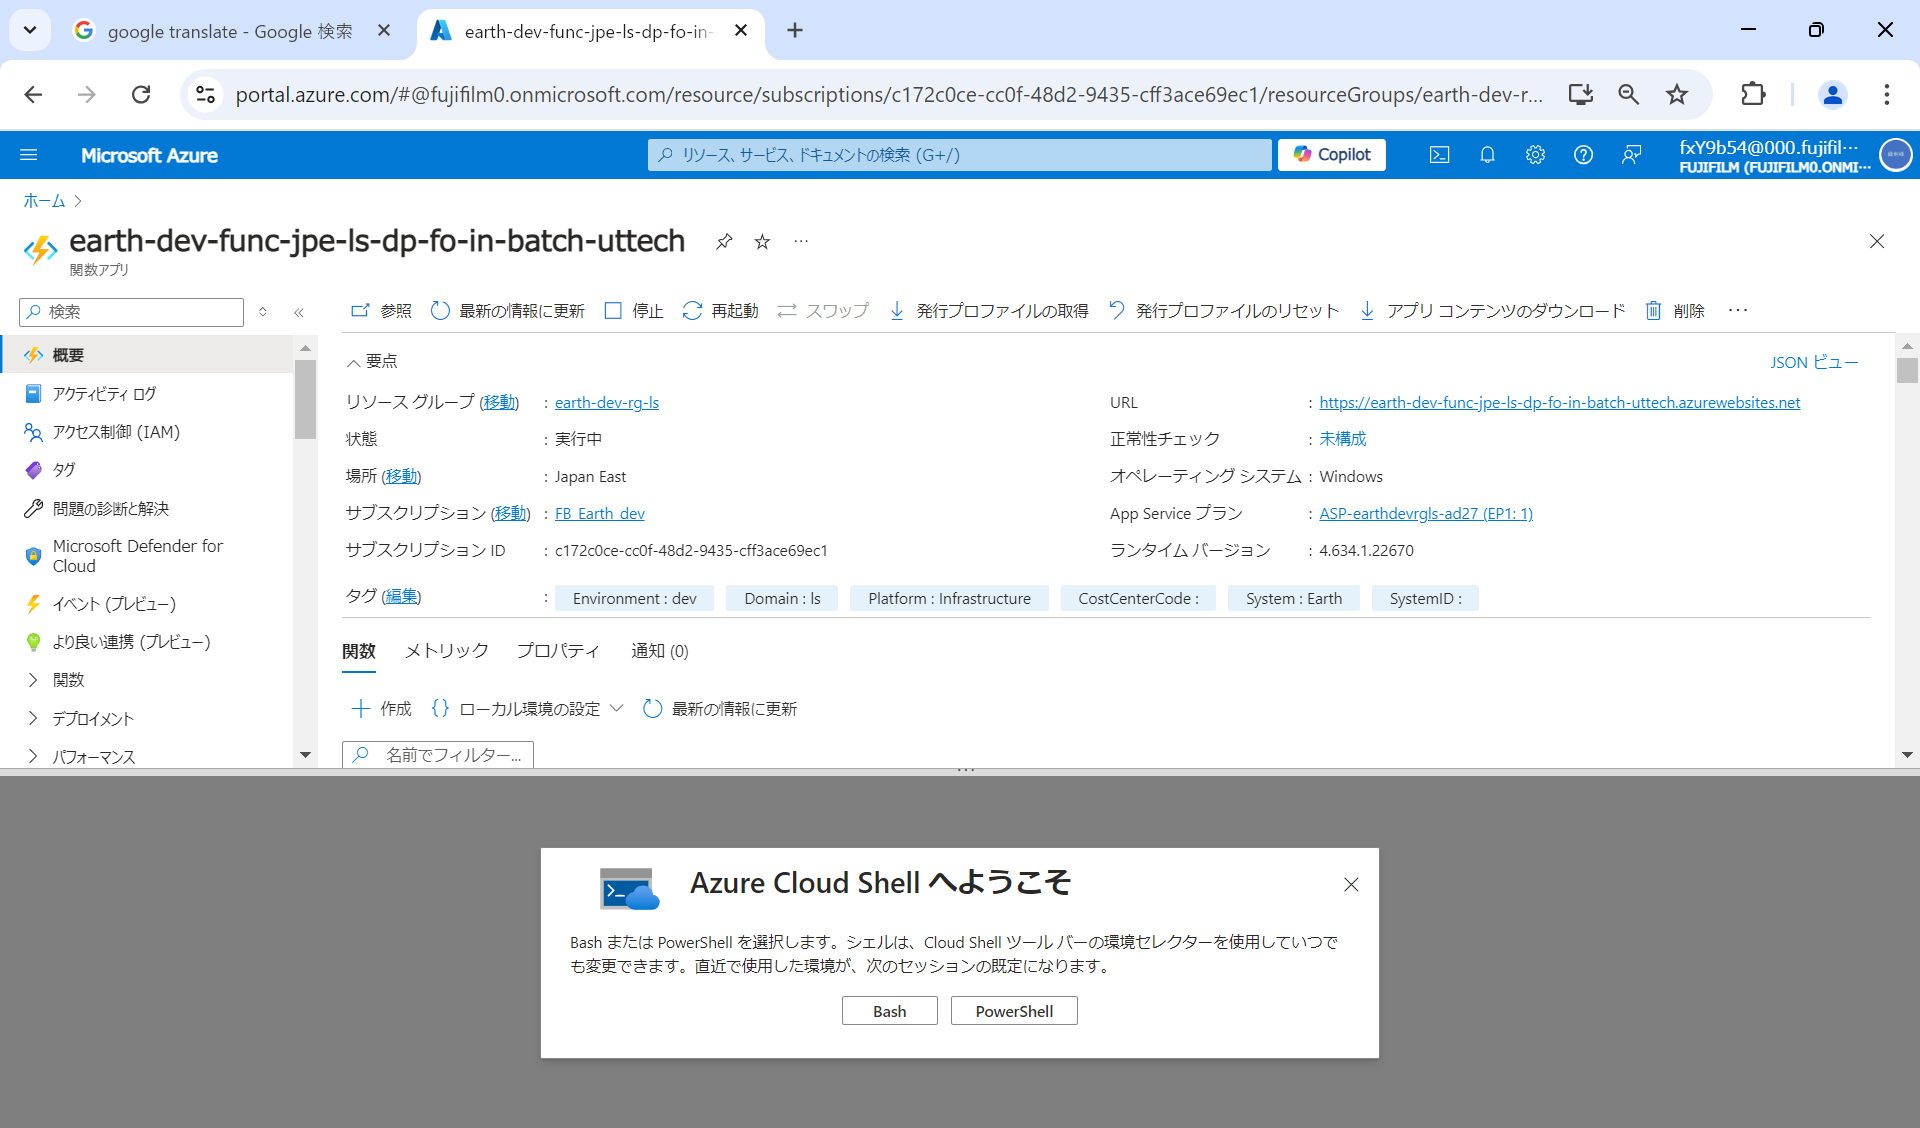 google translate - Google 検索
earth-dev-func-jpe-ls-dp-fo-in-
portal.azure.com/#@fujifilm0.onmicrosoft.com/resource/subscriptions/c172c0ce-cc0f-48d2-9435-cff3ace69ec1/resourceGroups/earth-dev-r...
Microsoft Azure
リソース、サービス、ドキュメントの検索 (G+/)
Copilot
fxY9b54@000.fujifil···
FUJIFILM (FUJIFILM0.ONMI···
ホーム
earth-dev-func-jpe-ls-dp-fo-in-batch-uttech
関数アプリ
検索
概要
アクティビティ ログ
アクセス制御 (IAM)
タグ
問題の診断と解決
Microsoft Defender for
Cloud
イベント (プレビュー)
より良い連携 (プレビュー)
関数
デプロイメント
パフォーマンス
参照 最新の情報に更新 停止 再起動 スワップ 発行プロファイルの取得 発行プロファイルのリセット アプリ コンテンツのダウンロード 削除
要点
JSON ビュー
リソース グループ (移動) : earth-dev-rg-ls
状態 : 実行中
場所 (移動) : Japan East
サブスクリプション (移動) : FB_Earth_dev
サブスクリプション ID : c172c0ce-cc0f-48d2-9435-cff3ace69ec1
URL : https://earth-dev-func-jpe-ls-dp-fo-in-batch-uttech.azurewebsites.net
正常性チェック : 未構成
オペレーティング システム : Windows
App Service プラン : ASP-earthdevrgls-ad27 (EP1: 1)
ランタイム バージョン : 4.634.1.22670
タグ (編集) : Environment : dev Domain : ls Platform : Infrastructure CostCenterCode : System : Earth SystemID :
関数 メトリック プロパティ 通知 (0)
作成 ローカル環境の設定 最新の情報に更新
名前でフィルター...
Azure Cloud Shell へようこそ
Bash または PowerShell を選択します。シェルは、Cloud Shell ツール バーの環境セレクターを使用していつで
も変更できます。直近で使用した環境が、次のセッションの既定になります。
Bash PowerShell